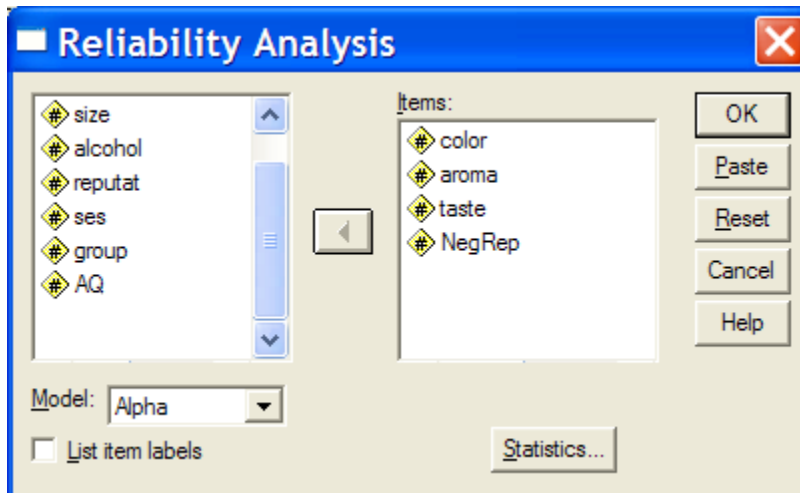 Reliability Analysis
size
alcohol
reputat
ses
group
AQ
Items:
color
aroma
taste
NegRep
OK
Paste
Reset
Cancel
Help
Model: Alpha
List item labels
Statistics...